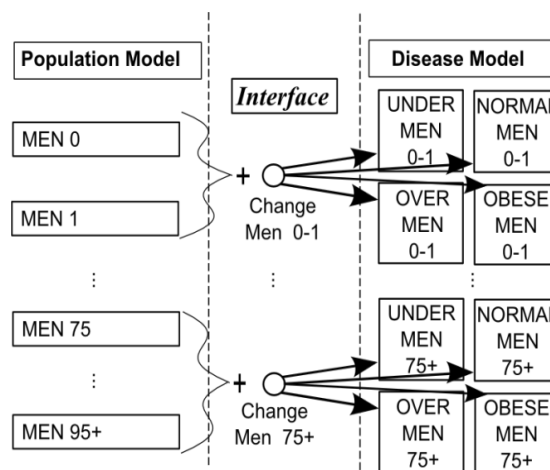 Population Model
Interface
Disease Model
MEN 0
MEN 1
⋮
MEN 75
⋮
MEN 95+
+
Change
Men 0-1
⋮
+
Change
Men 75+
UNDER
MEN
0-1
NORMAL
MEN
0-1
OVER
MEN
0-1
OBESE
MEN
0-1
⋮
UNDER
MEN
75+
NORMAL
MEN
75+
OVER
MEN
75+
OBESE
MEN
75+